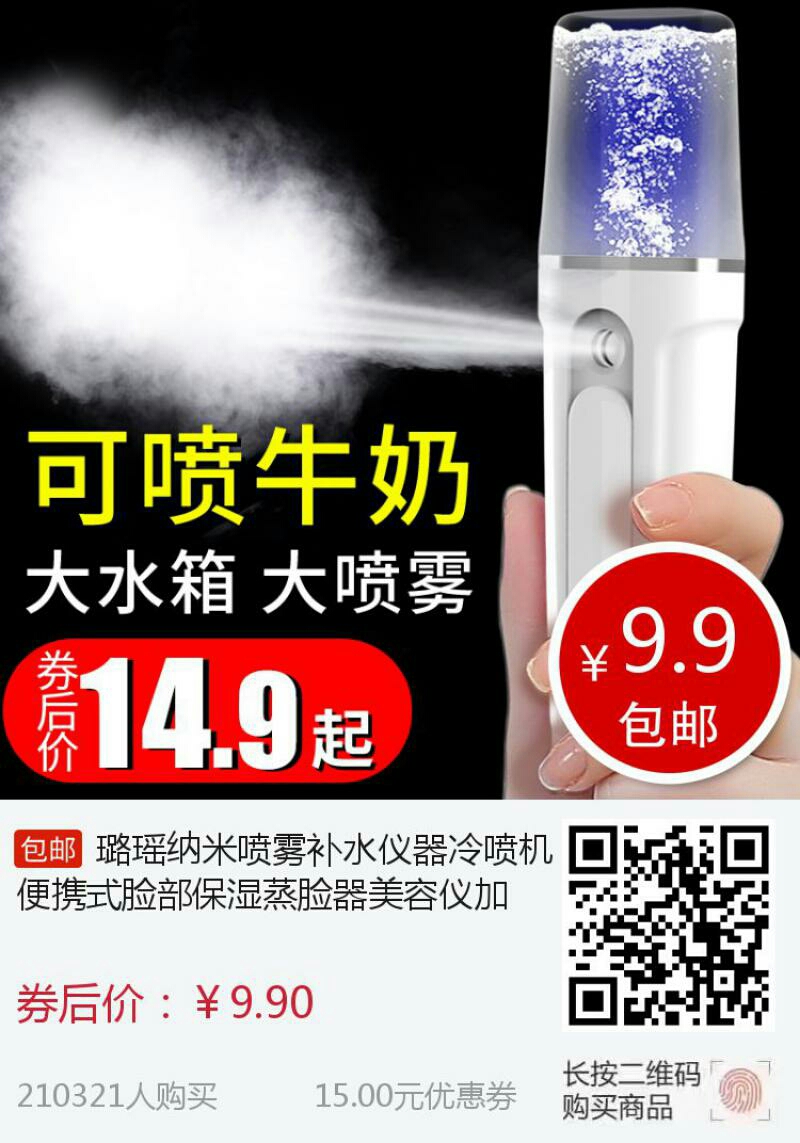 可喷牛奶
大水箱 大喷雾
券后价14.9起
¥9.9
包邮
包邮 璐瑶纳米喷雾补水仪器冷喷机
便携式脸部保湿蒸脸器美容仪加
券后价：¥9.90
210321人购买 15.00元优惠券
长按二维码
购买商品